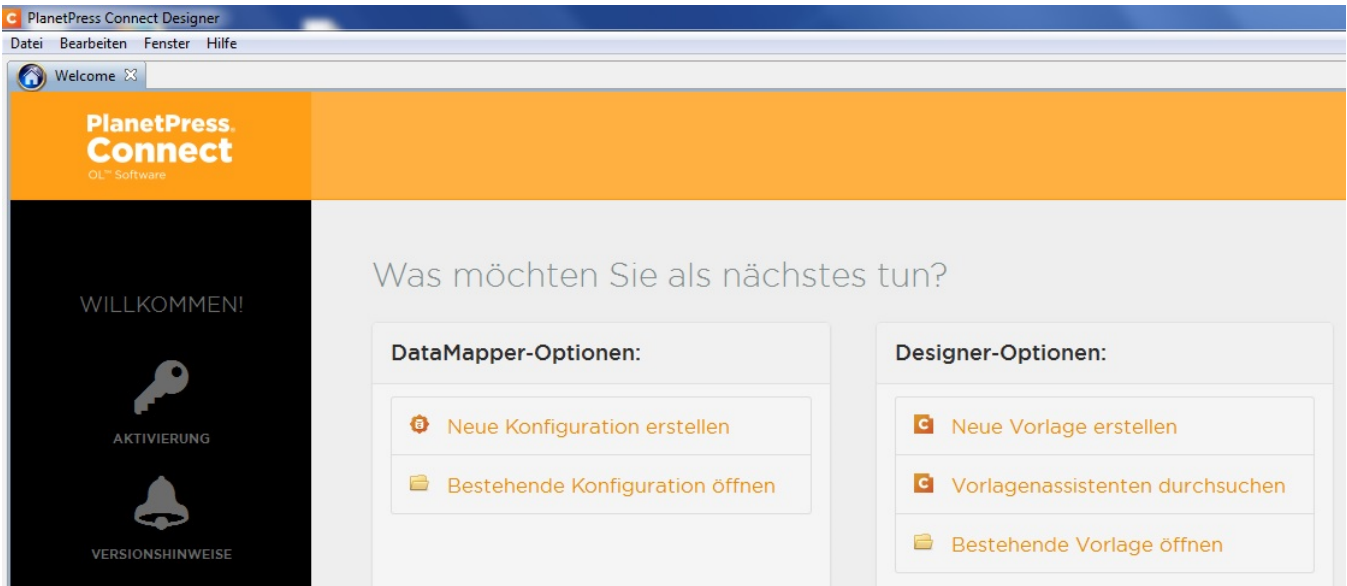 PlanetPress Connect Designer
Datei Bearbeiten Fenster Hilfe
Welcome
PlanetPress.
Connect
OL™ Software
WILLKOMMEN!
AKTIVIERUNG
VERSIONSHINWEISE
Was möchten Sie als nächstes tun?
DataMapper-Optionen:
Neue Konfiguration erstellen
Bestehende Konfiguration öffnen
Designer-Optionen:
Neue Vorlage erstellen
Vorlagenassistenten durchsuchen
Bestehende Vorlage öffnen